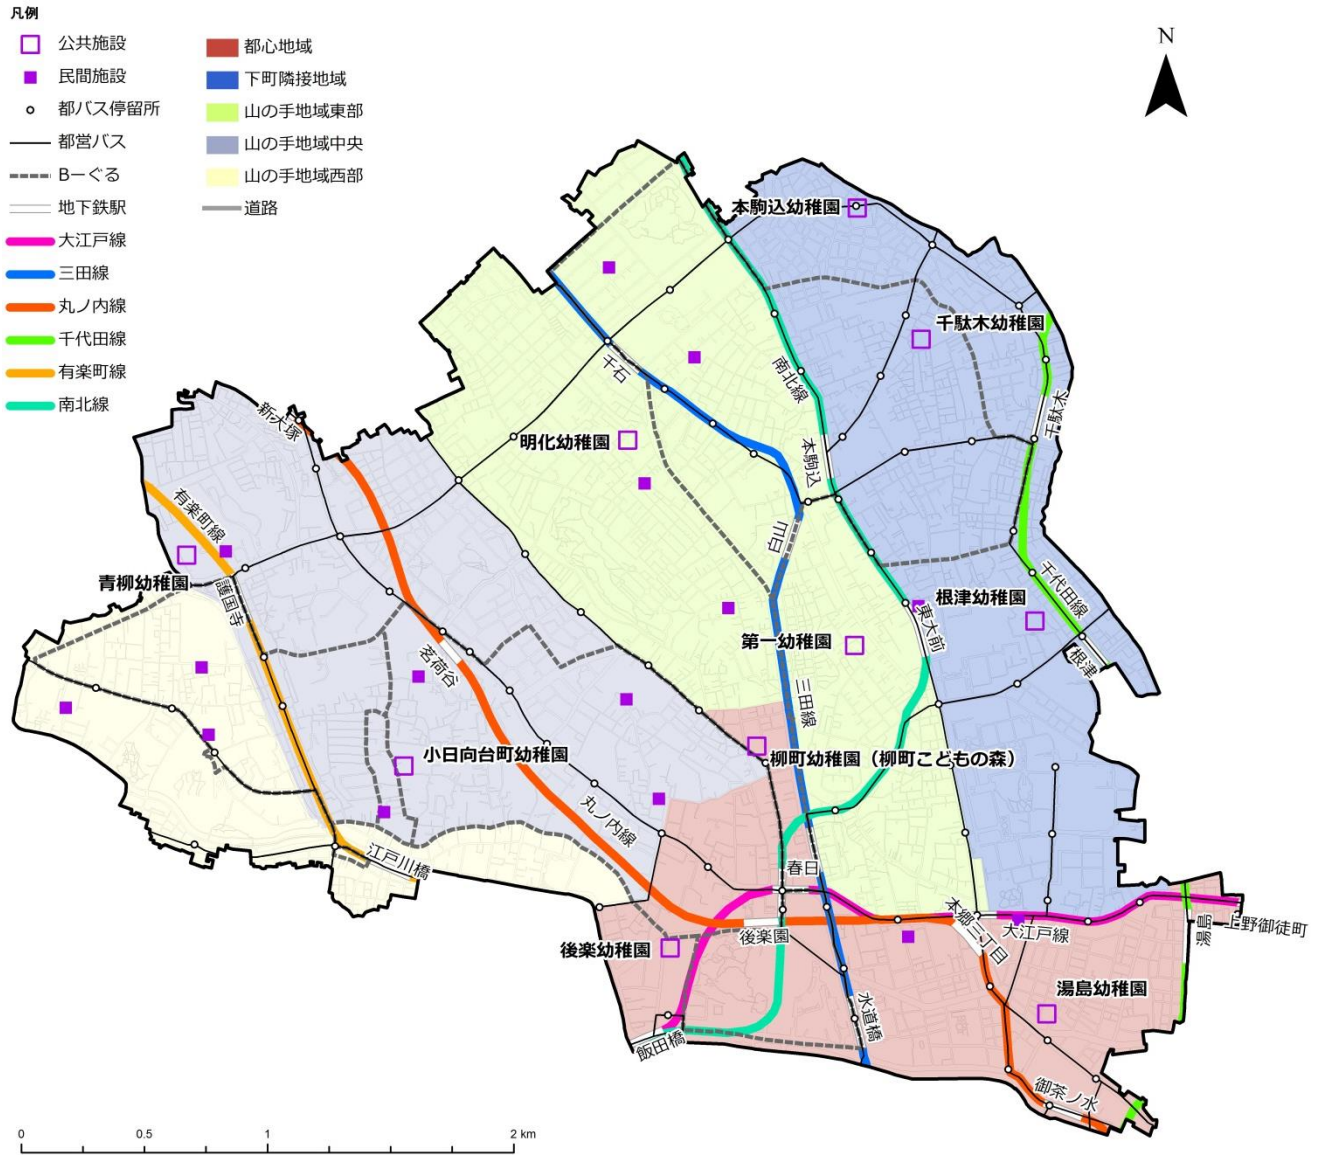 凡例
公共施設
民間施設
都バス停留所
都営バス
Bーぐる
地下鉄駅
大江戸線
三田線
丸ノ内線
千代田線
有楽町線
南北線
都心地域
下町隣接地域
山の手地域東部
山の手地域中央
山の手地域西部
道路
N
本駒込幼稚園
千駄木幼稚園
南北線
千石
千駄木
新大塚
明化幼稚園
本駒込
有楽町線
白山
青柳幼稚園
護国寺
千代田線
根津幼稚園
東大前
第一幼稚園
根津
茗荷谷
三田線
小日向台町幼稚園
柳町幼稚園（柳町こどもの森）
丸ノ内線
江戸川橋
春日
本郷三丁目
大江戸線
湯島
上野御徒町
後楽園
後楽幼稚園
湯島幼稚園
水道橋
飯田橋
御茶ノ水
0 0.5 1 2 km